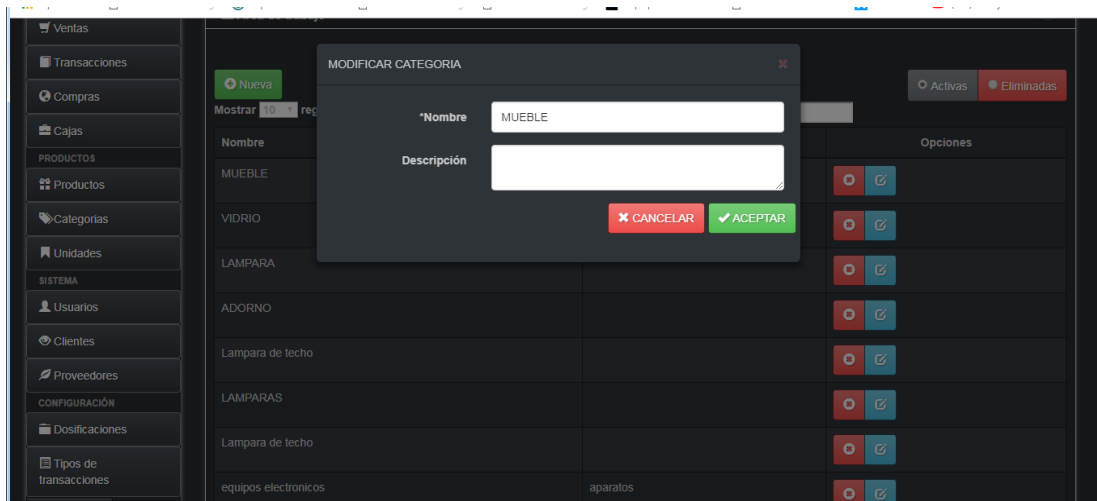 Ventas
Transacciones
Compras
Cajas
PRODUCTOS
Productos
Categorias
Unidades
SISTEMA
Usuarios
Clientes
Proveedores
CONFIGURACIÓN
Dosificaciones
Tipos de
transacciones
Nueva
Activas
Eliminadas
Mostrar 10 reg
MODIFICAR CATEGORIA
*Nombre MUEBLE
Descripción
CANCELAR ACEPTAR
Nombre Opciones
MUEBLE
VIDRIO
LAMPARA
ADORNO
Lampara de techo
LAMPARAS
Lampara de techo
equipos electronicos aparatos